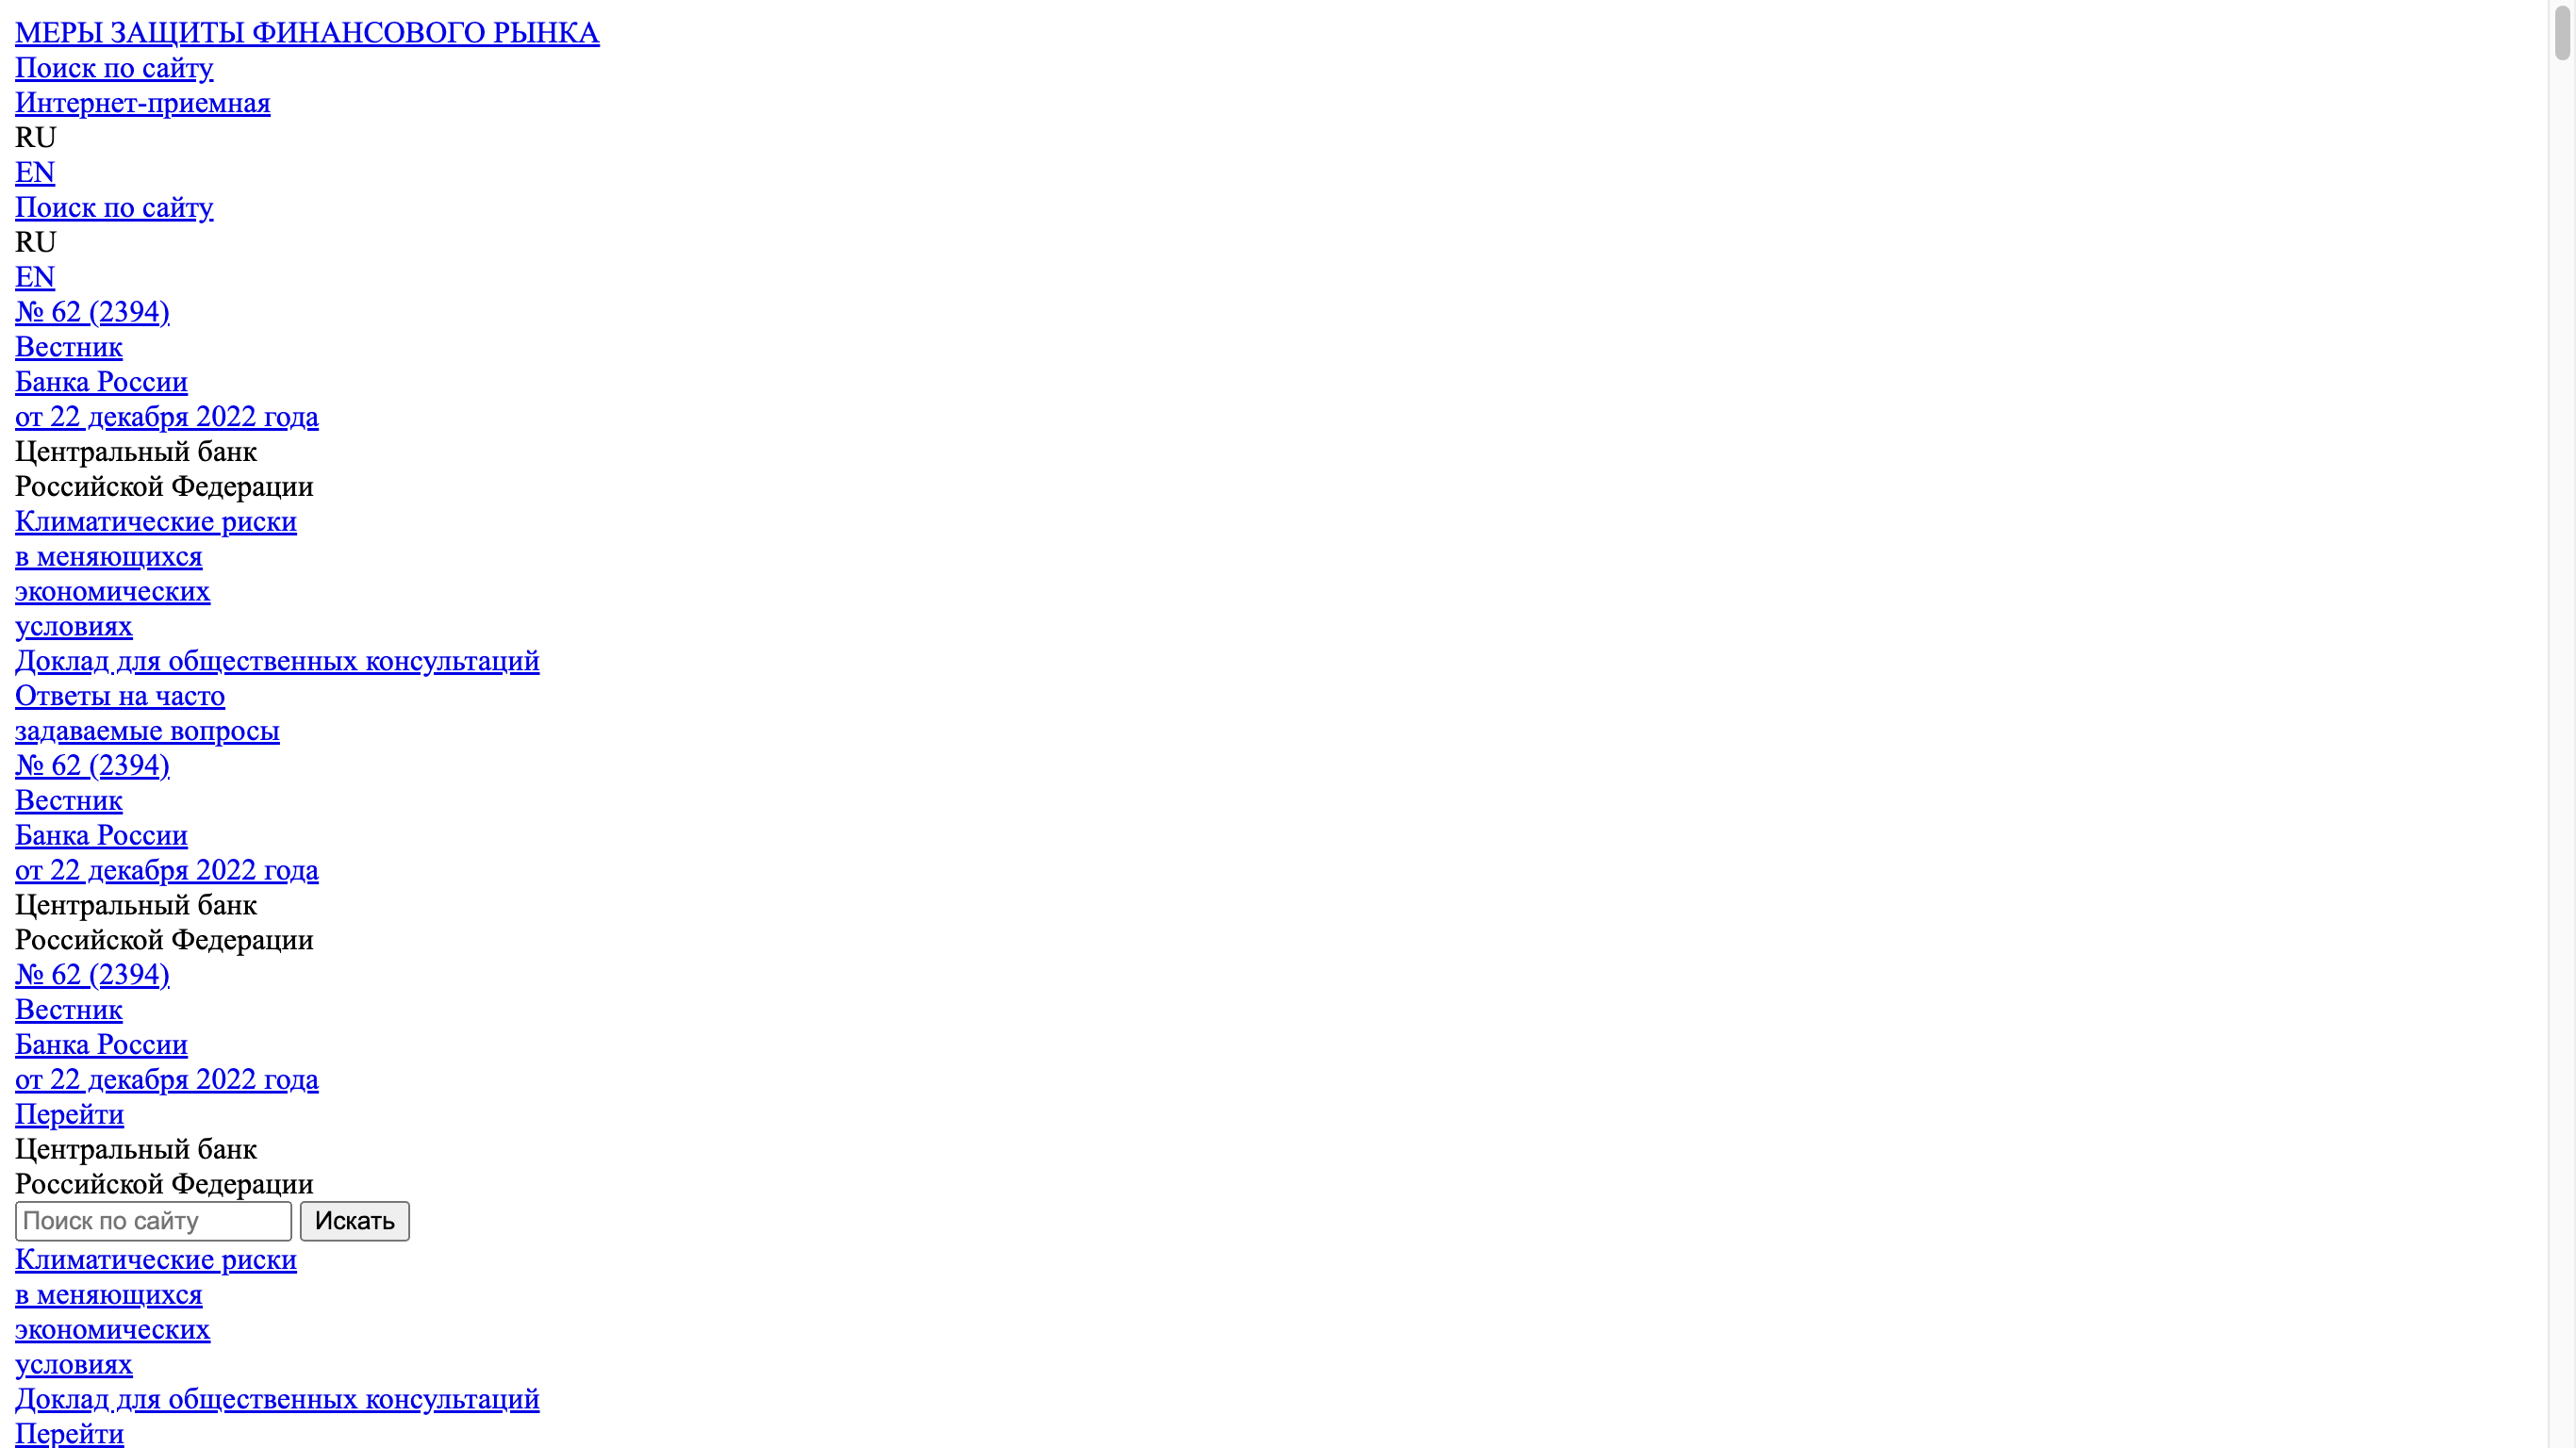 МЕРЫ ЗАЩИТЫ ФИНАНСОВОГО РЫНКА
Поиск по сайту
Интернет-приемная
RU
EN
Поиск по сайту
RU
EN
№ 62 (2394)
Вестник
Банка России
от 22 декабря 2022 года
Центральный банк
Российской Федерации
Климатические риски
в меняющихся
экономических
условиях
Доклад для общественных консультаций
Ответы на часто
задаваемые вопросы
№ 62 (2394)
Вестник
Банка России
от 22 декабря 2022 года
Центральный банк
Российской Федерации
№ 62 (2394)
Вестник
Банка России
от 22 декабря 2022 года
Перейти
Центральный банк
Российской Федерации
Поиск по сайту Искать
Климатические риски
в меняющихся
экономических
условиях
Доклад для общественных консультаций
Перейти